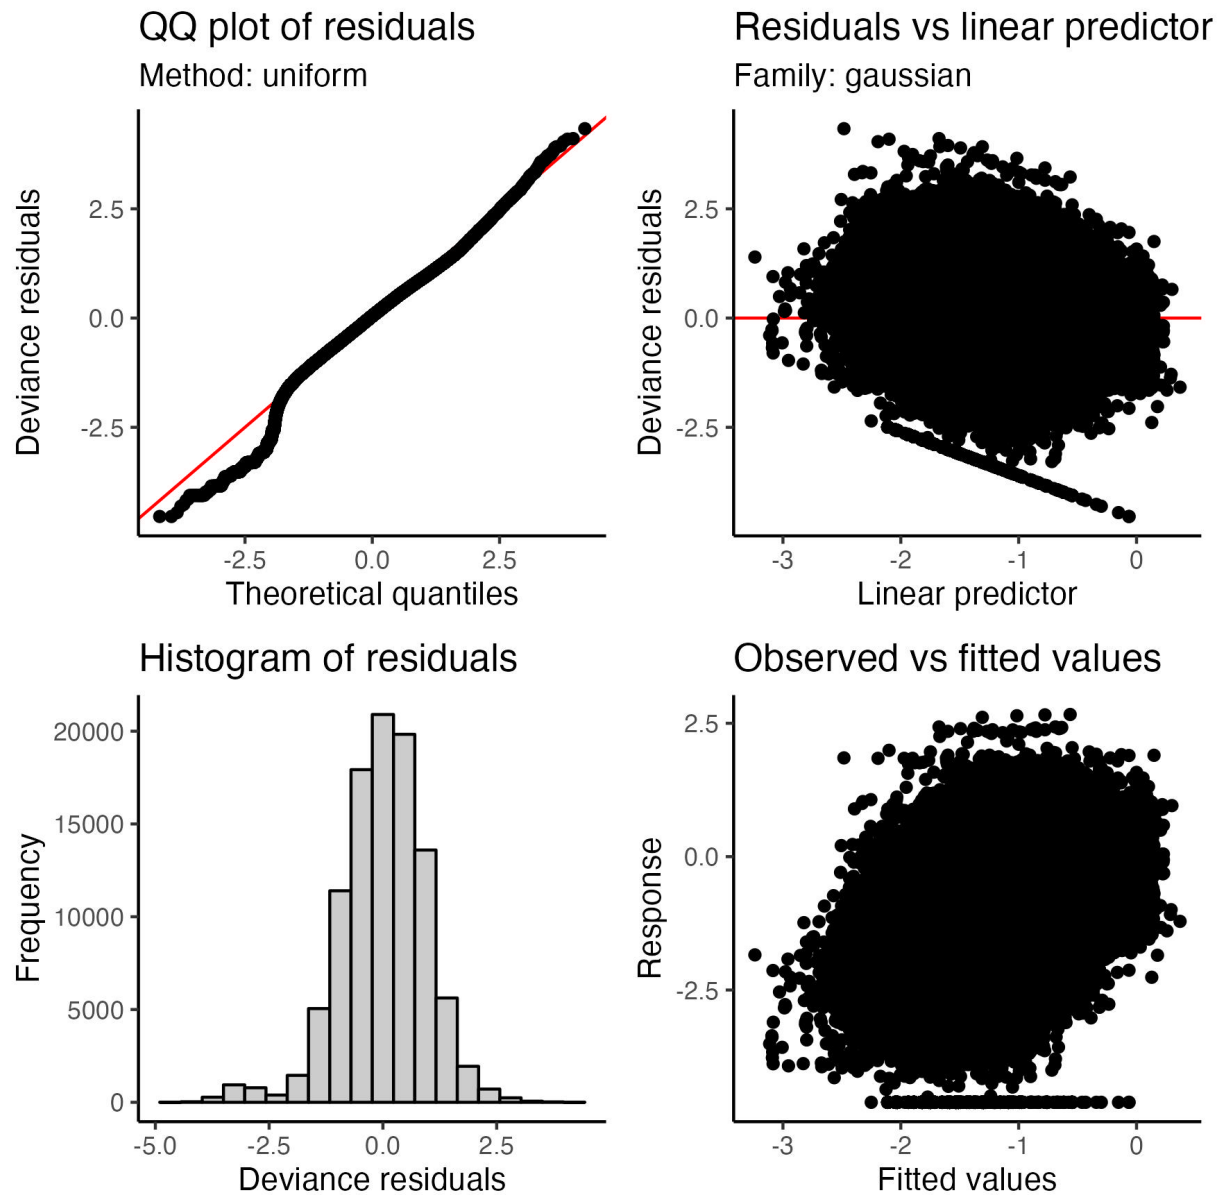 QQ plot of residuals
Method: uniform
Deviance residuals
2.5
0.0
-2.5
-2.5 0.0 2.5
Theoretical quantiles
Residuals vs linear predictor
Family: gaussian
Deviance residuals
2.5
0.0
-2.5
-3 -2 -1 0
Linear predictor
Histogram of residuals
Frequency
20000
15000
10000
5000
0
-5.0 -2.5 0.0 2.5
Deviance residuals
Observed vs fitted values
Response
2.5
0.0
-2.5
-3 -2 -1 0
Fitted values